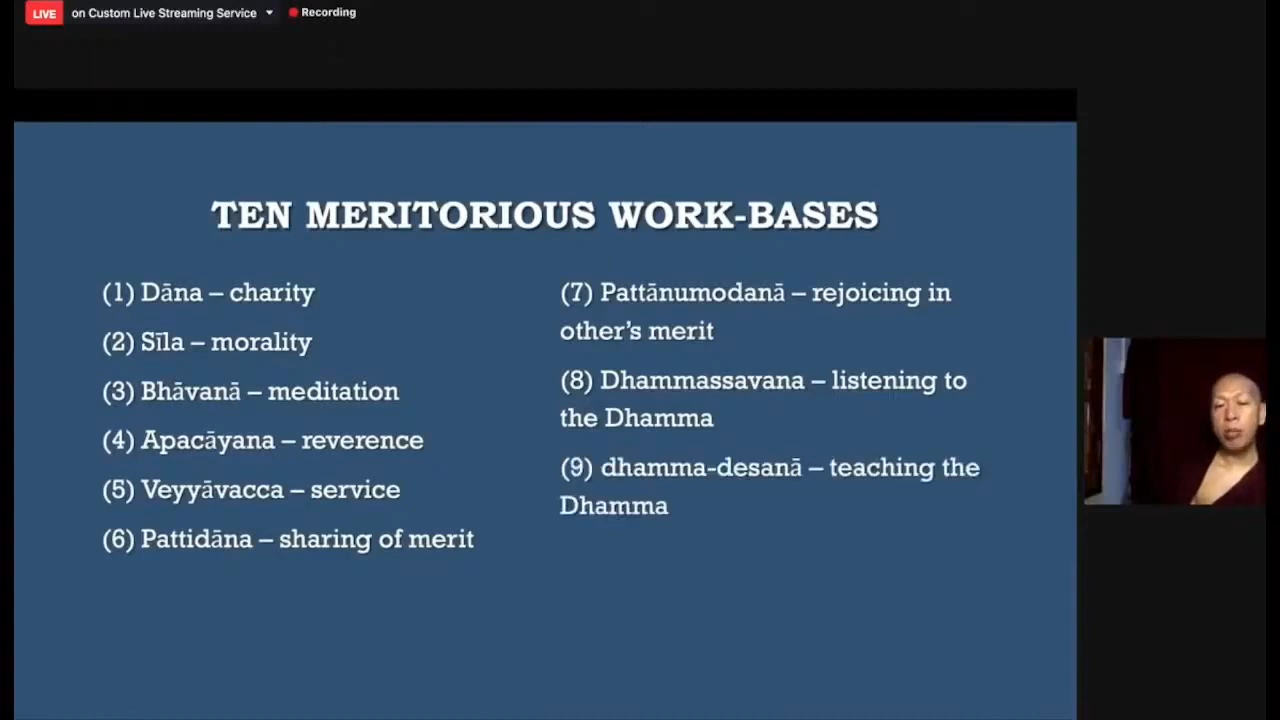 LIVE on Custom Live Streaming Service Recording
TEN MERITORIOUS WORK-BASES
(1) Dāna – charity
(2) Sīla – morality
(3) Bhāvanā – meditation
(4) Apacāyana – reverence
(5) Veyyāvacca – service
(6) Pattidāna – sharing of merit
(7) Pattānumodanā – rejoicing in
other's merit
(8) Dhammassavana – listening to
the Dhamma
(9) dhamma-desanā – teaching the
Dhamma